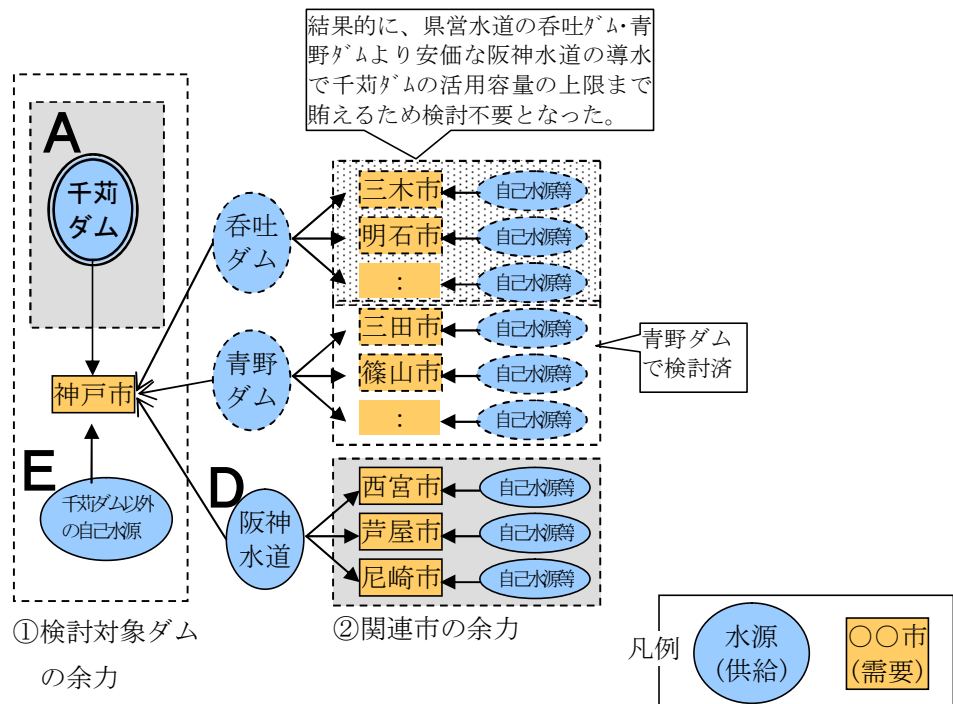 結果的に、県営水道の呑吐ﾀﾞﾑ･青
野ﾀﾞﾑより安価な阪神水道の導水
で千苅ﾀﾞﾑの活用容量の上限まで
賄えるため検討不要となった。
A
千苅
ダム
神戸市
E
千苅ダム以外
の自己水源
①検討対象ダム
の余力
呑吐
ダム
青野
ダム
D
阪神
水道
三木市
自己水源等
明石市
自己水源等
:
自己水源等
三田市
自己水源等
篠山市
自己水源等
:
自己水源等
青野ダム
で検討済
西宮市
自己水源等
芦屋市
自己水源等
尼崎市
自己水源等
②関連市の余力
凡例
水源
(供給)
○○市
(需要)